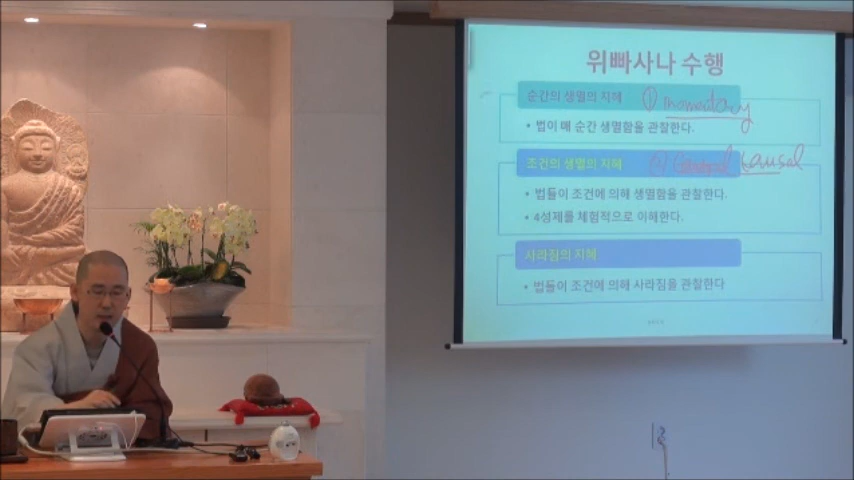 위빠사나 수행
순간의 생멸의 지혜 ① momentary
• 법이 매 순간 생멸함을 관찰한다.
조건의 생멸의 지혜 ② causal
• 법들이 조건에 의해 생멸함을 관찰한다.
• 4성제를 체험적으로 이해한다.
사라짐의 지혜
• 법들이 조건에 의해 사라짐을 관찰한다